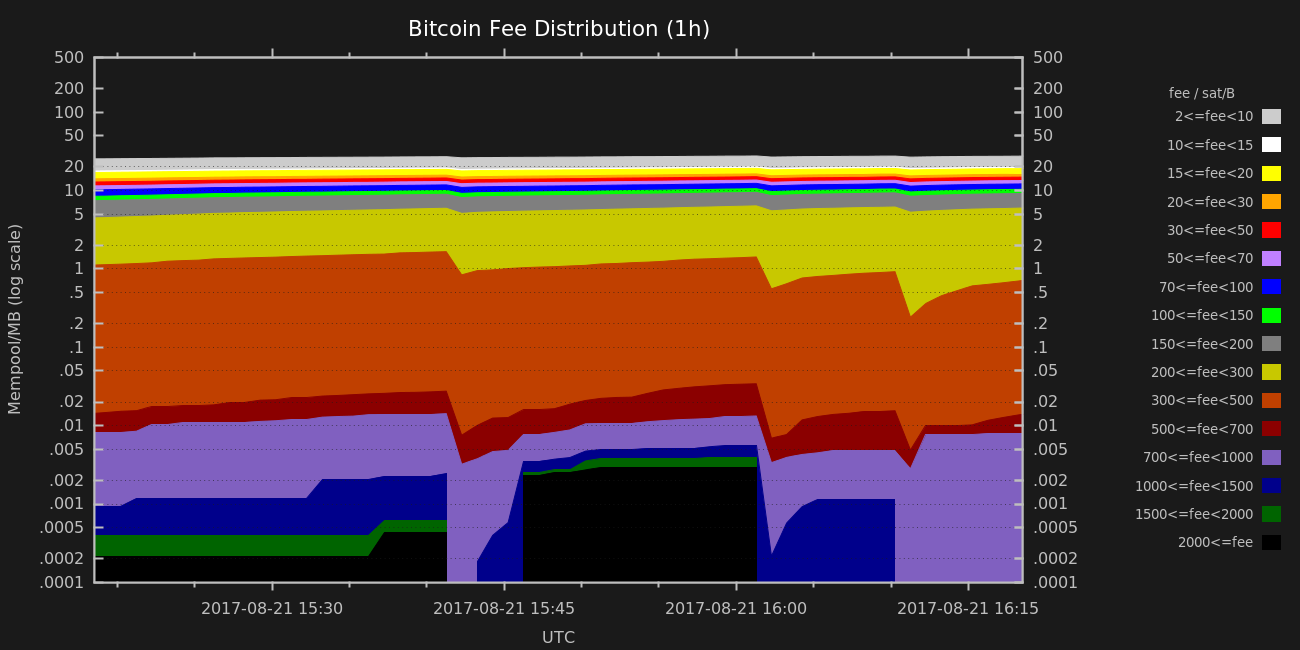 Bitcoin Fee Distribution (1h)
Mempool/MB (log scale)
500
200
100
50
20
10
5
2
1
.5
.2
.1
.05
.02
.01
.005
.002
.001
.0005
.0002
.0001
500
200
100
50
20
10
5
2
1
.5
.2
.1
.05
.02
.01
.005
.002
.001
.0005
.0002
.0001
2017-08-21 15:30
2017-08-21 15:45
2017-08-21 16:00
2017-08-21 16:15
UTC
fee / sat/B
2<=fee<10
10<=fee<15
15<=fee<20
20<=fee<30
30<=fee<50
50<=fee<70
70<=fee<100
100<=fee<150
150<=fee<200
200<=fee<300
300<=fee<500
500<=fee<700
700<=fee<1000
1000<=fee<1500
1500<=fee<2000
2000<=fee